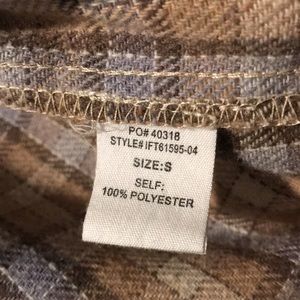 PO# 40318
STYLE# IFT61595-04
SIZE:S
SELF:
100% POLYESTER